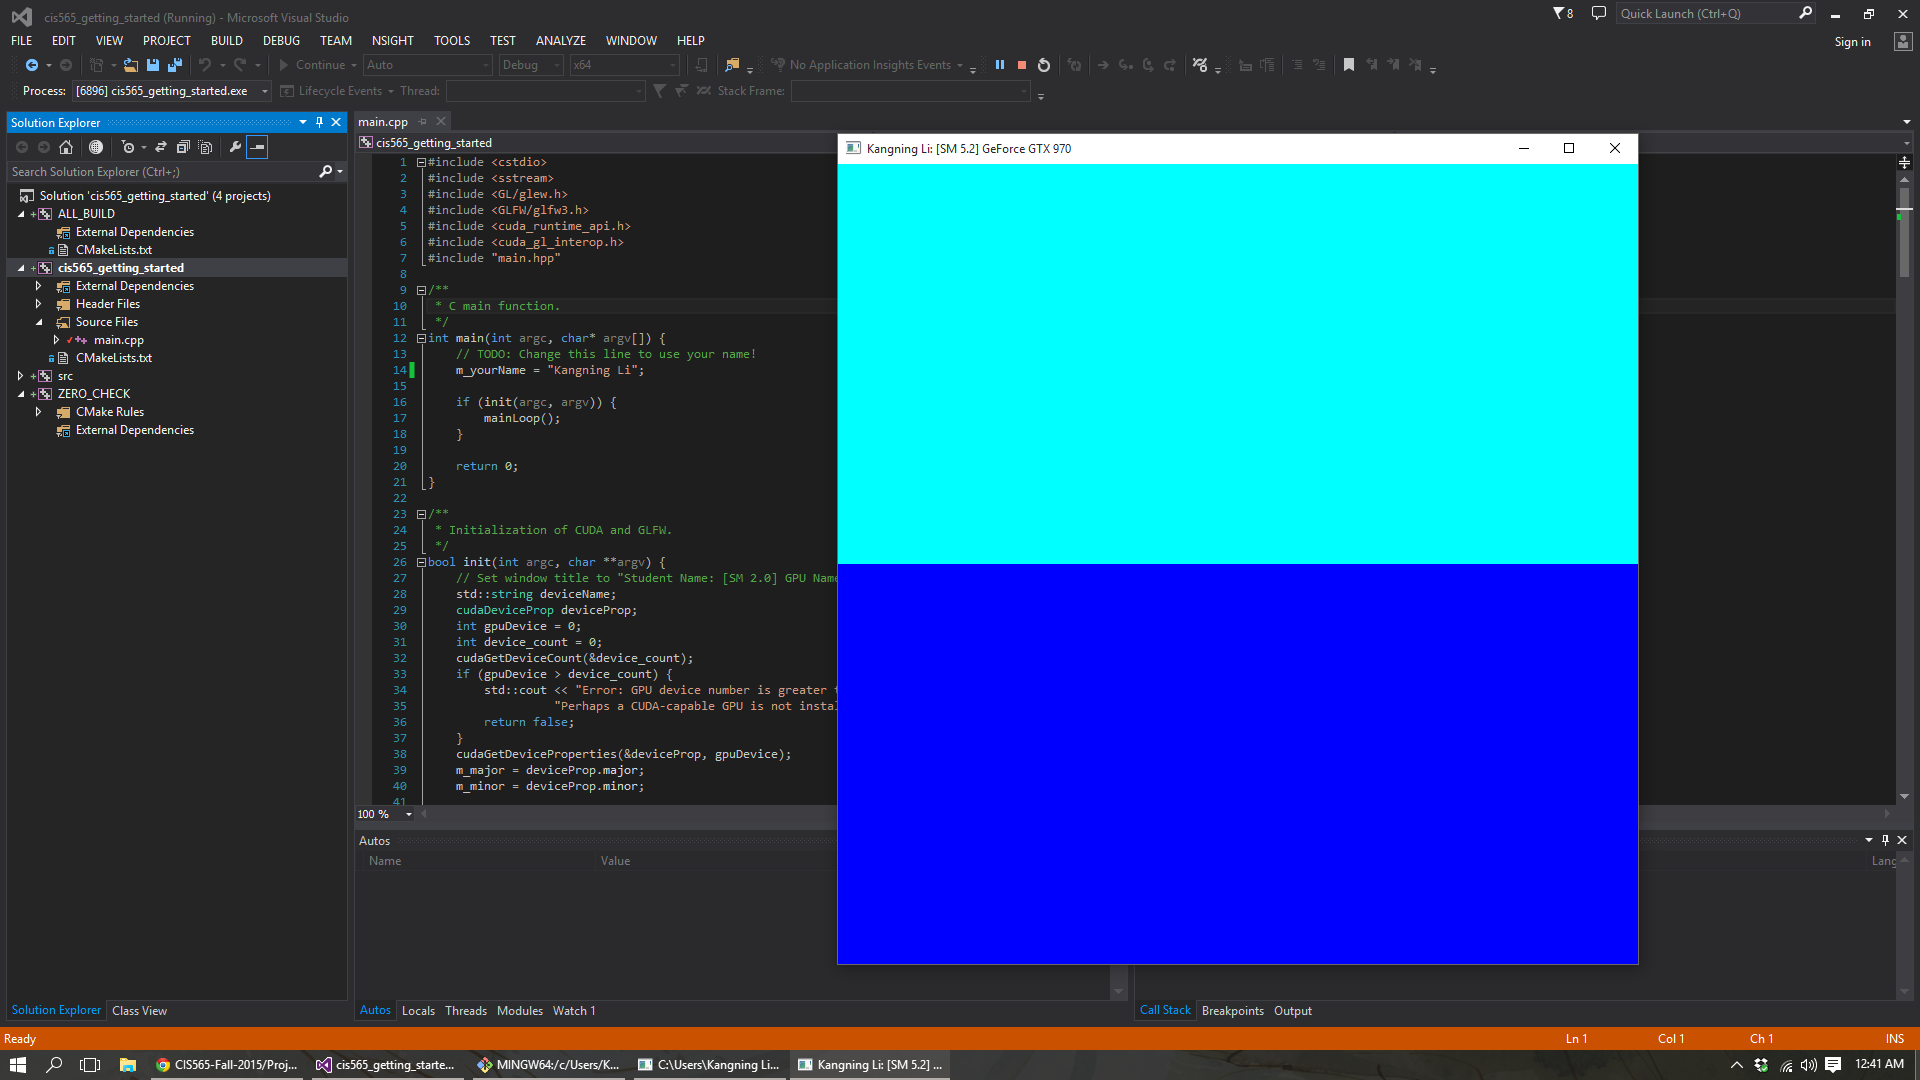 cis565_getting_started (Running) - Microsoft Visual Studio
8
Quick Launch (Ctrl+Q)
FILE EDIT VIEW PROJECT BUILD DEBUG TEAM NSIGHT TOOLS TEST ANALYZE WINDOW HELP
Sign in
Continue Auto Debug x64 No Application Insights Events
Process: [6896] cis565_getting_started.exe Lifecycle Events Thread: Stack Frame:
Solution Explorer
Search Solution Explorer (Ctrl+;)
Solution 'cis565_getting_started' (4 projects)
ALL_BUILD
External Dependencies
CMakeLists.txt
cis565_getting_started
External Dependencies
Header Files
Source Files
main.cpp
CMakeLists.txt
src
ZERO_CHECK
CMake Rules
External Dependencies
Solution Explorer Class View
main.cpp
cis565_getting_started
1 #include <cstdio>
2 #include <sstream>
3 #include <GL/glew.h>
4 #include <GLFW/glfw3.h>
5 #include <cuda_runtime_api.h>
6 #include <cuda_gl_interop.h>
7 #include "main.hpp"
8
9 /**
10 * C main function.
11 */
12 int main(int argc, char* argv[]) {
13 // TODO: Change this line to use your name!
14 m_yourName = "Kangning Li";
15
16 if (init(argc, argv)) {
17 mainLoop();
18 }
19
20 return 0;
21 }
22
23 /**
24 * Initialization of CUDA and GLFW.
25 */
26 bool init(int argc, char **argv) {
27 // Set window title to "Student Name: [SM 2.0] GPU Name
28 std::string deviceName;
29 cudaDeviceProp deviceProp;
30 int gpuDevice = 0;
31 int device_count = 0;
32 cudaGetDeviceCount(&device_count);
33 if (gpuDevice > device_count) {
34 std::cout << "Error: GPU device number is greater
35 "Perhaps a CUDA-capable GPU is not instal
36 return false;
37 }
38 cudaGetDeviceProperties(&deviceProp, gpuDevice);
39 m_major = deviceProp.major;
40 m_minor = deviceProp.minor;
41
100 %
Kangning Li: [SM 5.2] GeForce GTX 970
Autos
Name Value
Lang
Autos Locals Threads Modules Watch 1
Call Stack Breakpoints Output
Ready Ln 1 Col 1 Ch 1 INS
CIS565-Fall-2015/Proj... cis565_getting_starte... MINGW64:/c/Users/K... C:\Users\Kangning Li... Kangning Li: [SM 5.2] ... 12:41 AM